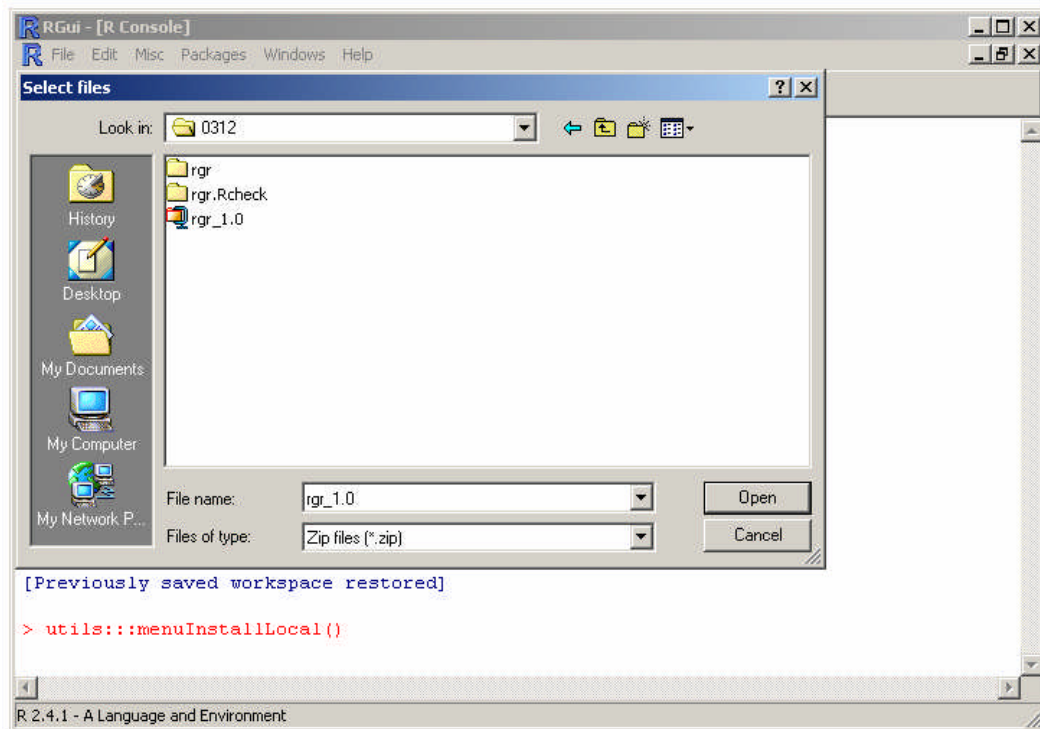 RGui - [R Console]
File Edit Misc Packages Windows Help
Select files
Look in: 0312
rgr
rgr.Rcheck
rgr_1.0
History
Desktop
My Documents
My Computer
My Network P...
File name: rgr_1.0
Open
Files of type: Zip files (*.zip)
Cancel
[Previously saved workspace restored]
> utils:::menuInstallLocal()
R 2.4.1 - A Language and Environment